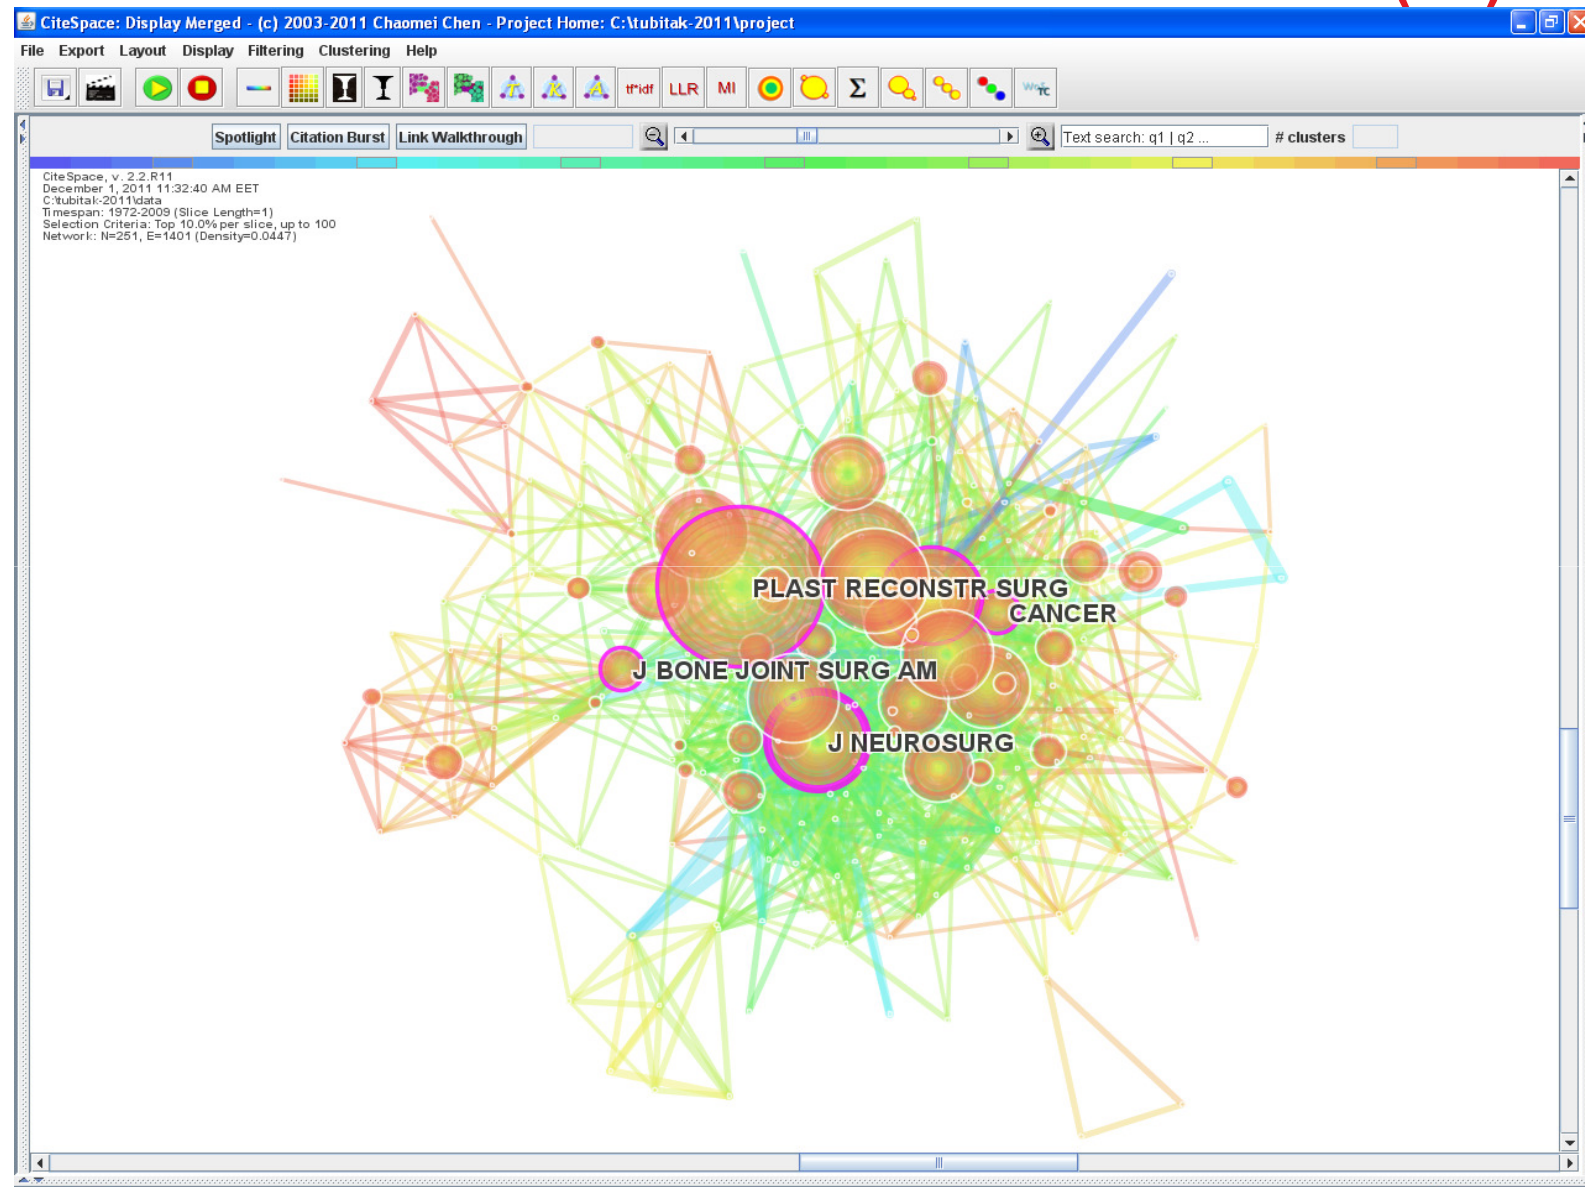 CiteSpace: Display Merged - (c) 2003-2011 Chaomei Chen - Project Home: C:\tubitak-2011\project
File Export Layout Display Filtering Clustering Help
T K A tf*idf LLR MI Σ
Spotlight Citation Burst Link Walkthrough Text search: q1 | q2 ... # clusters
CiteSpace, v. 2.2.R11
December 1, 2011 11:32:40 AM EET
C:\tubitak-2011\data
Timespan: 1972-2009 (Slice Length=1)
Selection Criteria: Top 10.0% per slice, up to 100
Network: N=251, E=1401 (Density=0.0447)
PLAST RECONSTR SURG
CANCER
J BONE JOINT SURG AM
J NEUROSURG